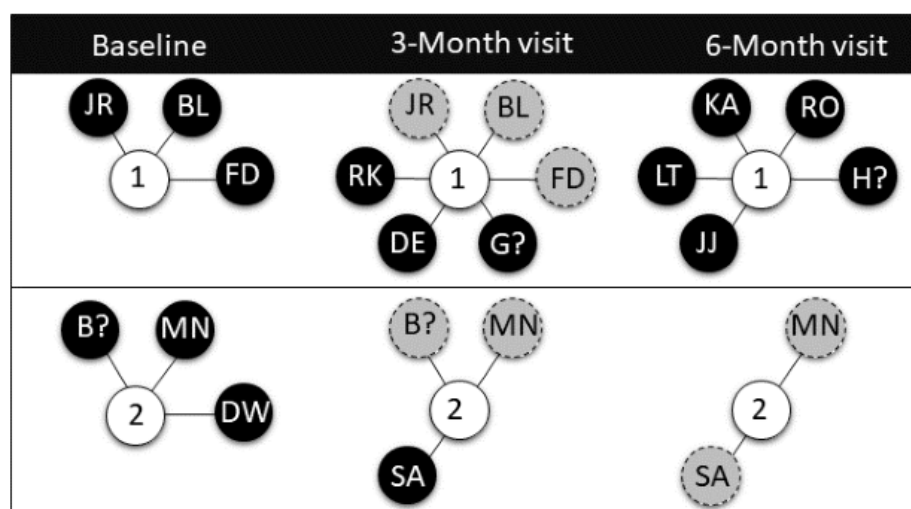 Baseline 3-Month visit 6-Month visit
JR BL JR BL KA RO
1 FD RK 1 FD LT 1 H?
DE G? JJ
B? MN B? MN MN
2 DW 2 2
SA SA